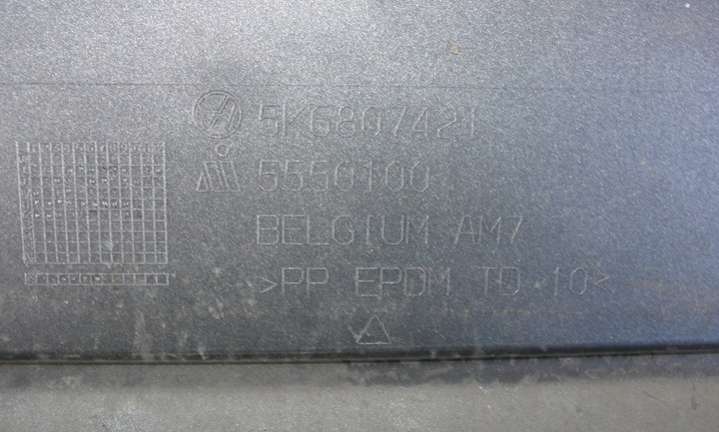 5K6807421
5550100
BELGIUM AM7
>PP EPDM TD 10<